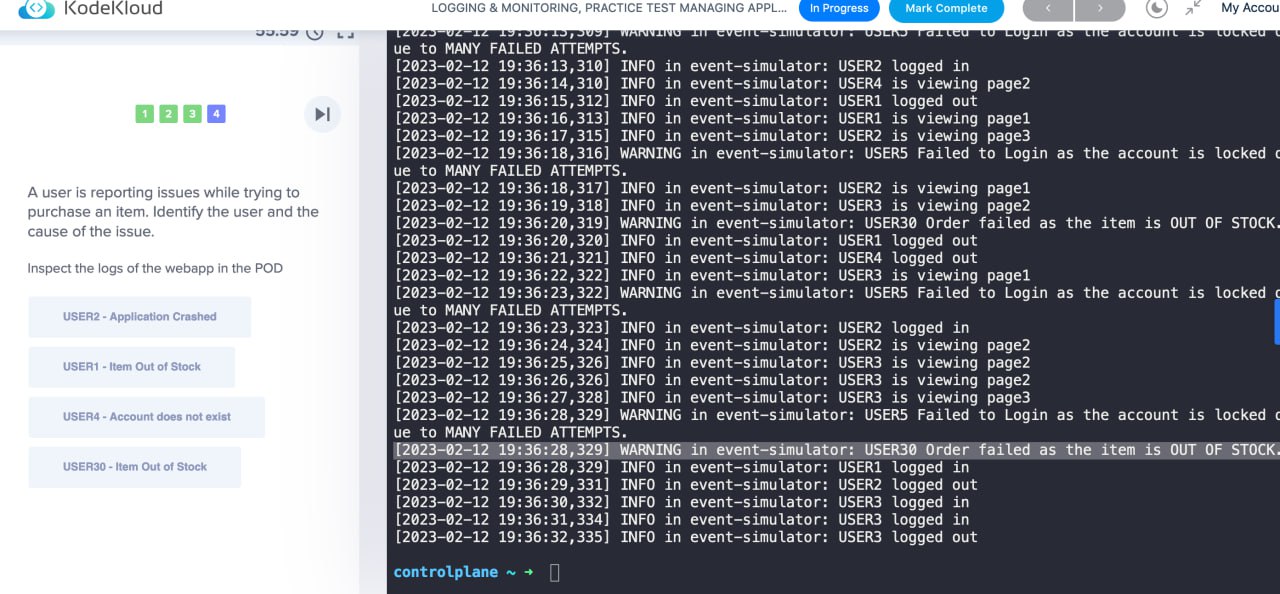 KodeKloud
LOGGING & MONITORING, PRACTICE TEST MANAGING APPL...
In Progress
Mark Complete
My Accou
55:59
1 2 3 4
A user is reporting issues while trying to
purchase an item. Identify the user and the
cause of the issue.
Inspect the logs of the webapp in the POD
USER2 - Application Crashed
USER1 - Item Out of Stock
USER4 - Account does not exist
USER30 - Item Out of Stock
[2023-02-12 19:36:13,309] WARNING in event-simulator: USER5 Failed to Login as the account is locked d
ue to MANY FAILED ATTEMPTS.
[2023-02-12 19:36:13,310] INFO in event-simulator: USER2 logged in
[2023-02-12 19:36:14,310] INFO in event-simulator: USER4 is viewing page2
[2023-02-12 19:36:15,312] INFO in event-simulator: USER1 logged out
[2023-02-12 19:36:16,313] INFO in event-simulator: USER1 is viewing page1
[2023-02-12 19:36:17,315] INFO in event-simulator: USER2 is viewing page3
[2023-02-12 19:36:18,316] WARNING in event-simulator: USER5 Failed to Login as the account is locked d
ue to MANY FAILED ATTEMPTS.
[2023-02-12 19:36:18,317] INFO in event-simulator: USER2 is viewing page1
[2023-02-12 19:36:19,318] INFO in event-simulator: USER3 is viewing page2
[2023-02-12 19:36:20,319] WARNING in event-simulator: USER30 Order failed as the item is OUT OF STOCK.
[2023-02-12 19:36:20,320] INFO in event-simulator: USER1 logged out
[2023-02-12 19:36:21,321] INFO in event-simulator: USER4 logged out
[2023-02-12 19:36:22,322] INFO in event-simulator: USER3 is viewing page1
[2023-02-12 19:36:23,322] WARNING in event-simulator: USER5 Failed to Login as the account is locked d
ue to MANY FAILED ATTEMPTS.
[2023-02-12 19:36:23,323] INFO in event-simulator: USER2 logged in
[2023-02-12 19:36:24,324] INFO in event-simulator: USER2 is viewing page2
[2023-02-12 19:36:25,326] INFO in event-simulator: USER3 is viewing page2
[2023-02-12 19:36:26,326] INFO in event-simulator: USER3 is viewing page2
[2023-02-12 19:36:27,328] INFO in event-simulator: USER3 is viewing page3
[2023-02-12 19:36:28,329] WARNING in event-simulator: USER5 Failed to Login as the account is locked d
ue to MANY FAILED ATTEMPTS.
[2023-02-12 19:36:28,329] WARNING in event-simulator: USER30 Order failed as the item is OUT OF STOCK.
[2023-02-12 19:36:28,329] INFO in event-simulator: USER1 logged in
[2023-02-12 19:36:29,331] INFO in event-simulator: USER2 logged out
[2023-02-12 19:36:30,332] INFO in event-simulator: USER3 logged in
[2023-02-12 19:36:31,334] INFO in event-simulator: USER3 logged in
[2023-02-12 19:36:32,335] INFO in event-simulator: USER3 logged out
controlplane ~ ➜